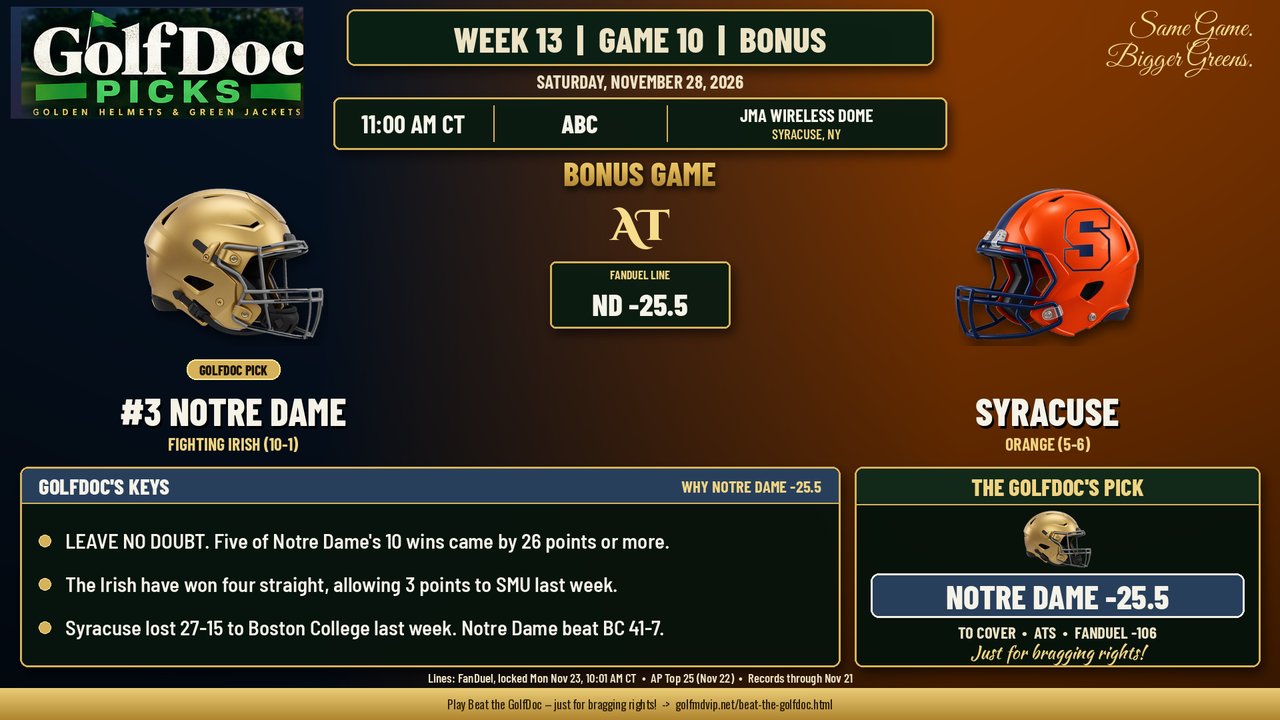 GolfDoc
PICKS
GOLDEN HELMETS & GREEN JACKETS
WEEK 13 | GAME 10 | BONUS
Same Game.
Bigger Greens.
SATURDAY, NOVEMBER 28, 2026
11:00 AM CT
ABC
JMA WIRELESS DOME
SYRACUSE, NY
BONUS GAME
AT
FANDUEL LINE
ND -25.5
S
GOLFDOC PICK
#3 NOTRE DAME
FIGHTING IRISH (10-1)
SYRACUSE
ORANGE (5-6)
GOLFDOC'S KEYS
WHY NOTRE DAME -25.5
LEAVE NO DOUBT. Five of Notre Dame's 10 wins came by 26 points or more.
The Irish have won four straight, allowing 3 points to SMU last week.
Syracuse lost 27-15 to Boston College last week. Notre Dame beat BC 41-7.
THE GOLFDOC'S PICK
NOTRE DAME -25.5
TO COVER • ATS • FANDUEL -106
Just for bragging rights!
Lines: FanDuel, locked Mon Nov 23, 10:01 AM CT • AP Top 25 (Nov 22) • Records through Nov 21
Play Beat the GolfDoc – just for bragging rights! -> golfmdvip.net/beat-the-golfdoc.html